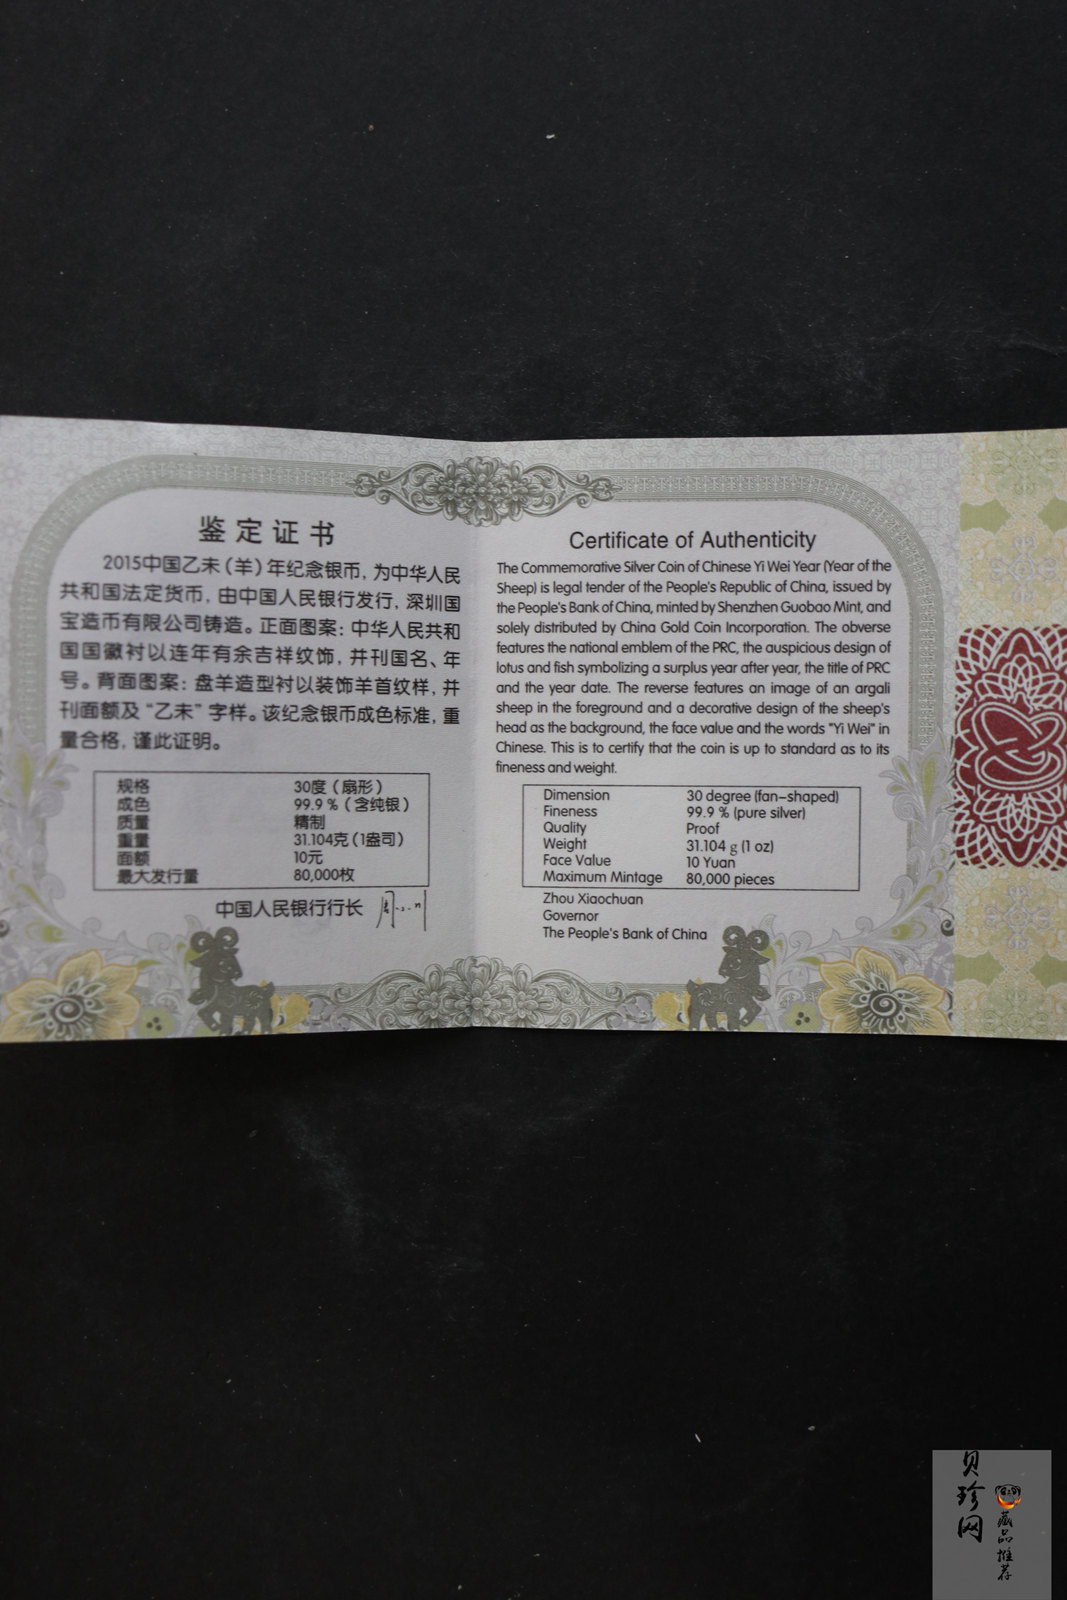 鉴定证书
2015中国乙未（羊）年纪念银币，为中华人民
共和国法定货币，由中国人民银行发行，深圳国
宝造币有限公司铸造。正面图案：中华人民共和
国国徽衬以连年有余吉祥纹饰，并刊国名、年
号。背面图案：盘羊造型衬以装饰羊首纹样，并
刊面额及“乙未”字样。该纪念银币成色标准，重
量合格，谨此证明。
规格 30度（扇形）
成色 99.9%（含纯银）
质量 精制
重量 31.104克（1盎司）
面额 10元
最大发行量 80,000枚
中国人民银行行长
Certificate of Authenticity
The Commemorative Silver Coin of Chinese Yi Wei Year (Year of the
Sheep) is legal tender of the People's Republic of China, issued by
the People's Bank of China, minted by Shenzhen Guobao Mint, and
solely distributed by China Gold Coin Incorporation. The obverse
features the national emblem of the PRC, the auspicious design of
lotus and fish symbolizing a surplus year after year, the title of PRC
and the year date. The reverse features an image of an argali
sheep in the foreground and a decorative design of the sheep's
head as the background, the face value and the words "Yi Wei" in
Chinese. This is to certify that the coin is up to standard as to its
fineness and weight.
Dimension 30 degree (fan-shaped)
Fineness 99.9 % (pure silver)
Quality Proof
Weight 31.104 g (1 oz)
Face Value 10 Yuan
Maximum Mintage 80,000 pieces
Zhou Xiaochuan
Governor
The People's Bank of China
贝珍网
藏品推荐